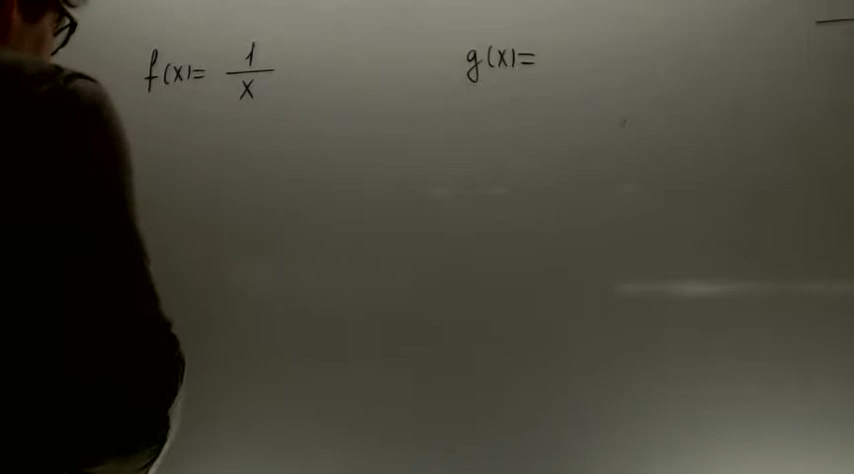 f(x)= 1/x
g(x)=